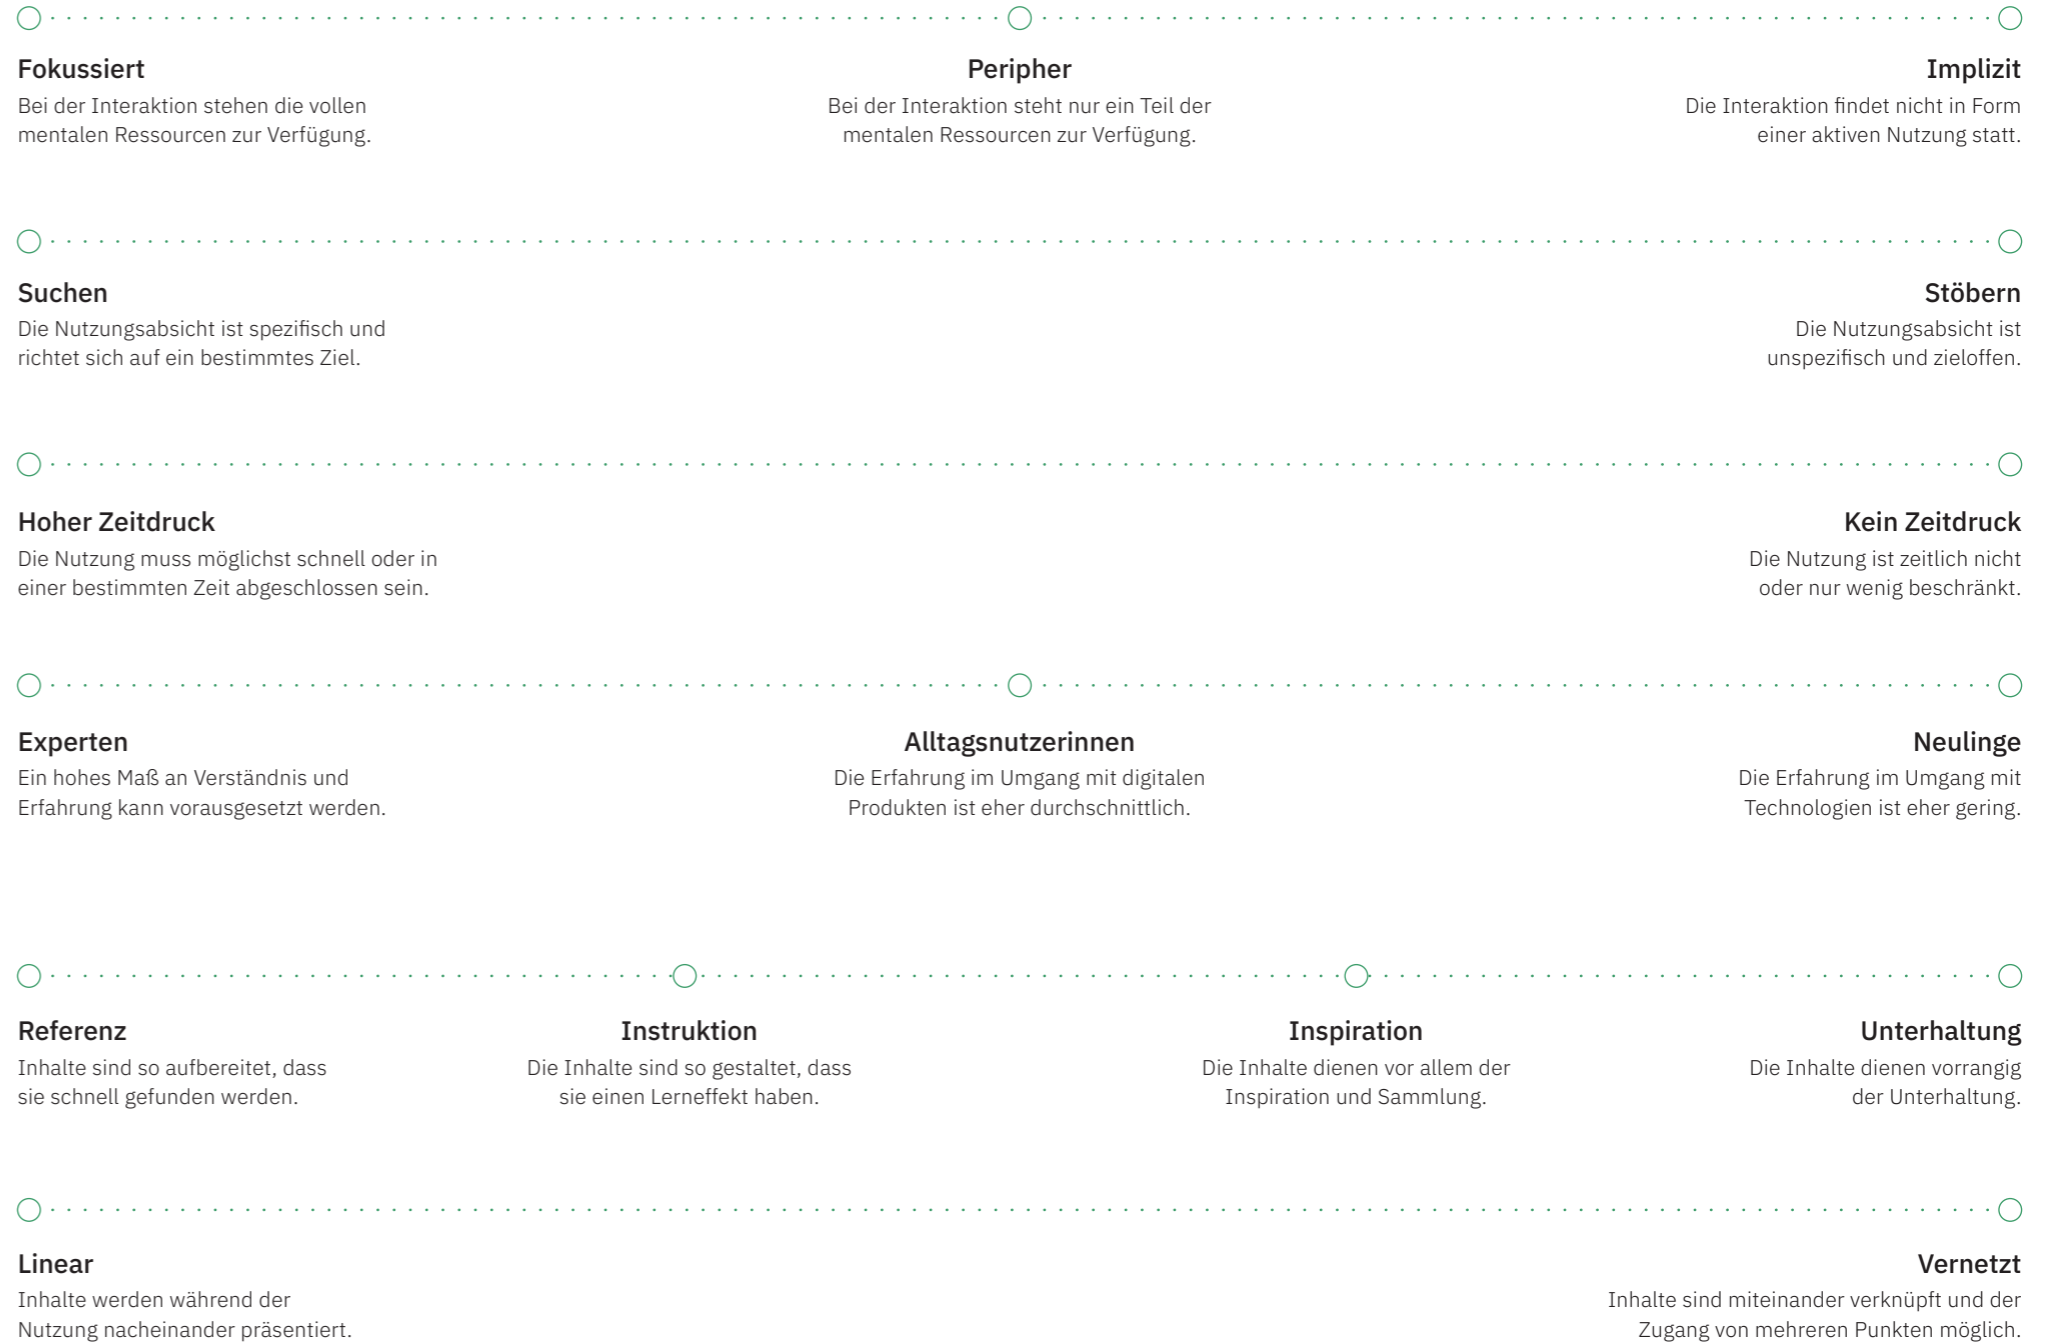 Fokussiert
Bei der Interaktion stehen die vollen
mentalen Ressourcen zur Verfügung.
Peripher
Bei der Interaktion steht nur ein Teil der
mentalen Ressourcen zur Verfügung.
Implizit
Die Interaktion findet nicht in Form
einer aktiven Nutzung statt.
Suchen
Die Nutzungsabsicht ist spezifisch und
richtet sich auf ein bestimmtes Ziel.
Stöbern
Die Nutzungsabsicht ist
unspezifisch und zieloffen.
Hoher Zeitdruck
Die Nutzung muss möglichst schnell oder in
einer bestimmten Zeit abgeschlossen sein.
Kein Zeitdruck
Die Nutzung ist zeitlich nicht
oder nur wenig beschränkt.
Experten
Ein hohes Maß an Verständnis und
Erfahrung kann vorausgesetzt werden.
Alltagsnutzerinnen
Die Erfahrung im Umgang mit digitalen
Produkten ist eher durchschnittlich.
Neulinge
Die Erfahrung im Umgang mit
Technologien ist eher gering.
Referenz
Inhalte sind so aufbereitet, dass
sie schnell gefunden werden.
Instruktion
Die Inhalte sind so gestaltet, dass
sie einen Lerneffekt haben.
Inspiration
Die Inhalte dienen vor allem der
Inspiration und Sammlung.
Unterhaltung
Die Inhalte dienen vorrangig
der Unterhaltung.
Linear
Inhalte werden während der
Nutzung nacheinander präsentiert.
Vernetzt
Inhalte sind miteinander verknüpft und der
Zugang von mehreren Punkten möglich.